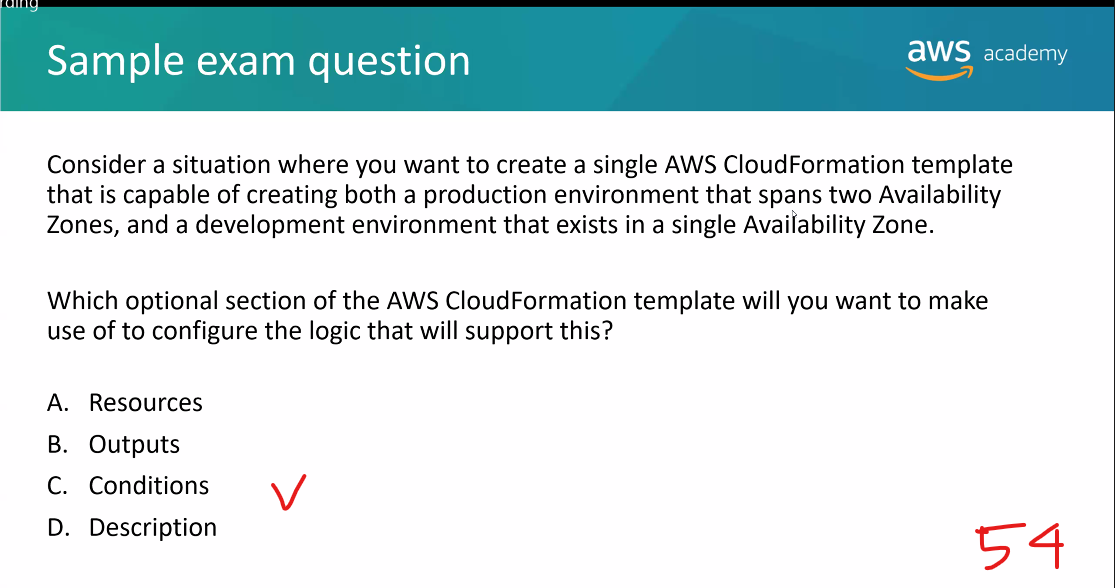 rding
Sample exam question
aws academy
Consider a situation where you want to create a single AWS CloudFormation template
that is capable of creating both a production environment that spans two Availability
Zones, and a development environment that exists in a single Availability Zone.
Which optional section of the AWS CloudFormation template will you want to make
use of to configure the logic that will support this?
A. Resources
B. Outputs
C. Conditions
D. Description
54